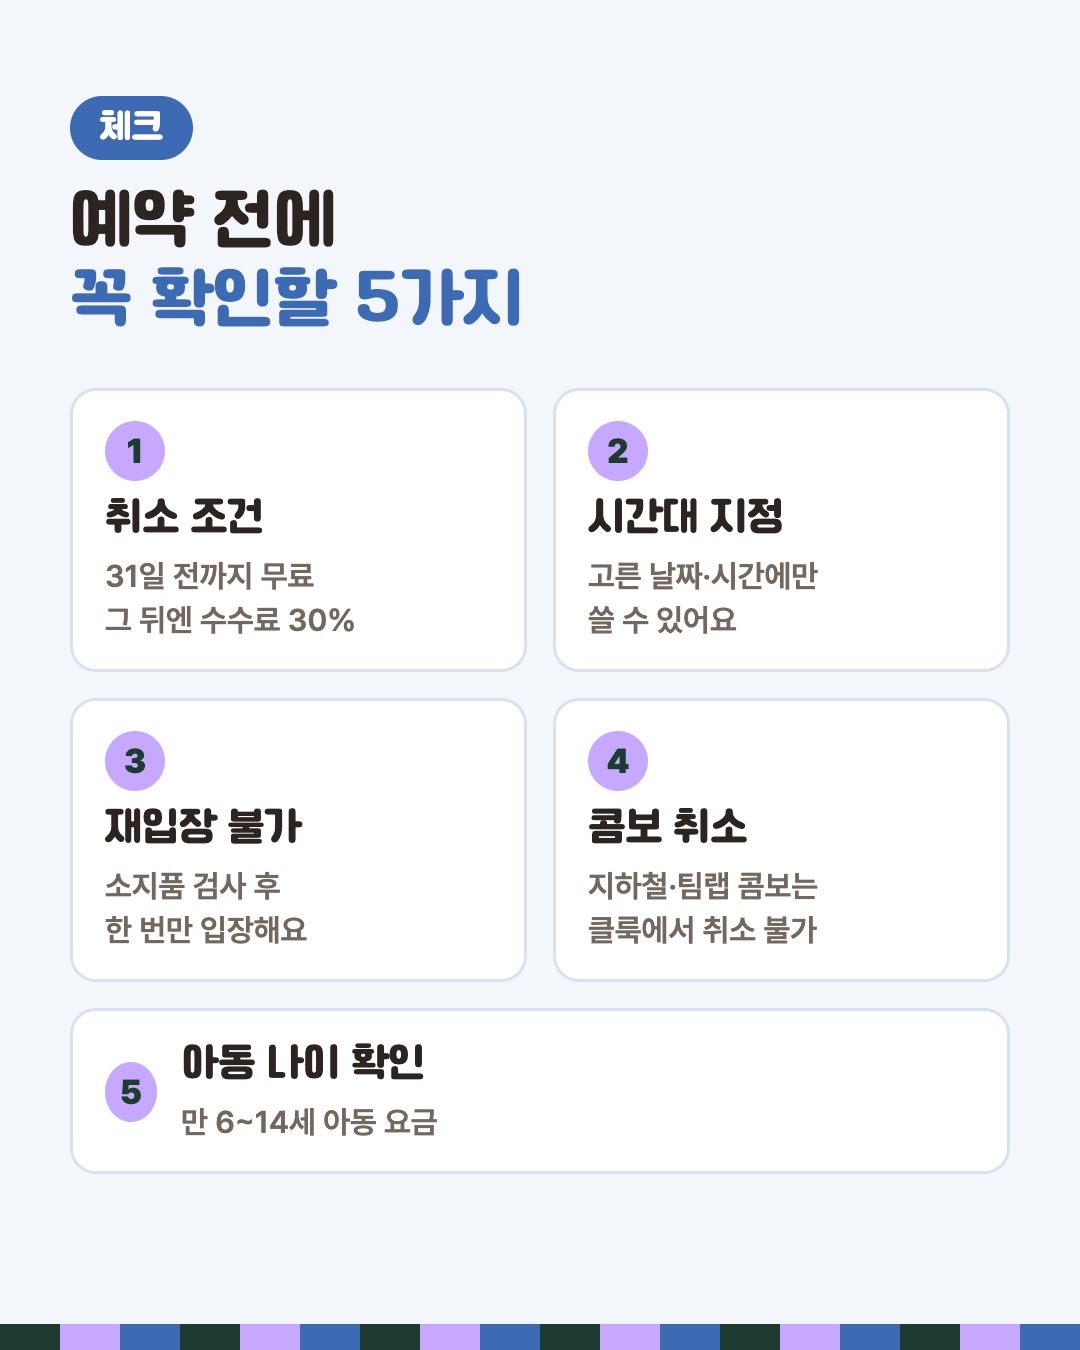 체크
예약 전에
꼭 확인할 5가지
1
취소 조건
31일 전까지 무료
그 뒤엔 수수료 30%
2
시간대 지정
고른 날짜·시간에만
쓸 수 있어요
3
재입장 불가
소지품 검사 후
한 번만 입장해요
4
콤보 취소
지하철·팀랩 콤보는
클룩에서 취소 불가
5
아동 나이 확인
만 6~14세 아동 요금